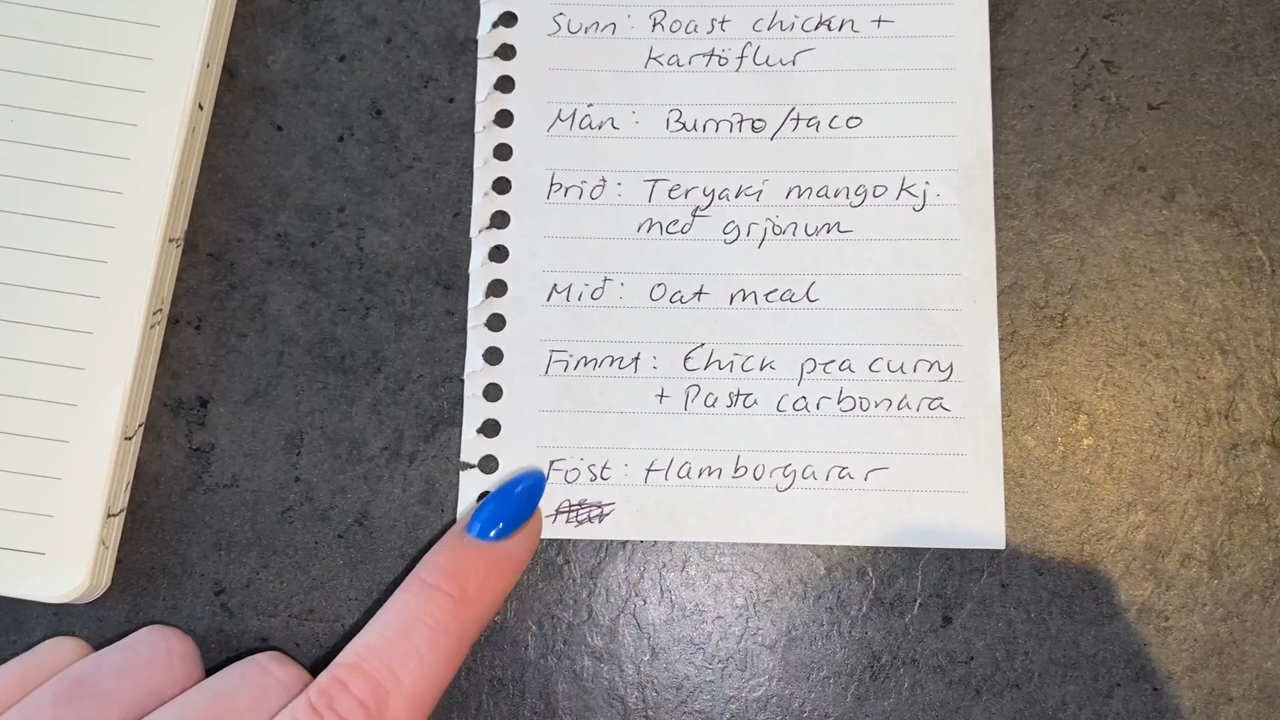 Sunn: Roast chickn +
kartöflur
Mán: Burrito/taco
Þrið: Teryaki mango kj.
með grjónum
Mið: Oat meal
Fimmt: Chick pea curry
+ Pasta carbonara
Föst: Hamborgarar